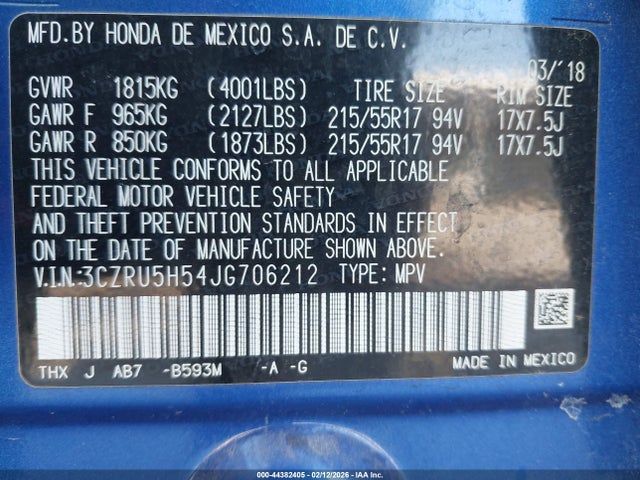 MFD.BY HONDA DE MEXICO S.A. DE C.V.
03/'18
GVWR 1815KG (4001LBS) TIRE SIZE RIM SIZE
GAWR F 965KG (2127LBS) 215/55R17 94V 17X7.5J
GAWR R 850KG (1873LBS) 215/55R17 94V 17X7.5J
THIS VEHICLE CONFORMS TO ALL APPLICABLE
FEDERAL MOTOR VEHICLE SAFETY
AND THEFT PREVENTION STANDARDS IN EFFECT
ON THE DATE OF MANUFACTURE SHOWN ABOVE.
V.I.N:3CZRU5H54JG706212 TYPE: MPV
THX J AB7 -B593M -A -G MADE IN MEXICO
000-44382405 - 02/12/2026 - IAAI, Inc.